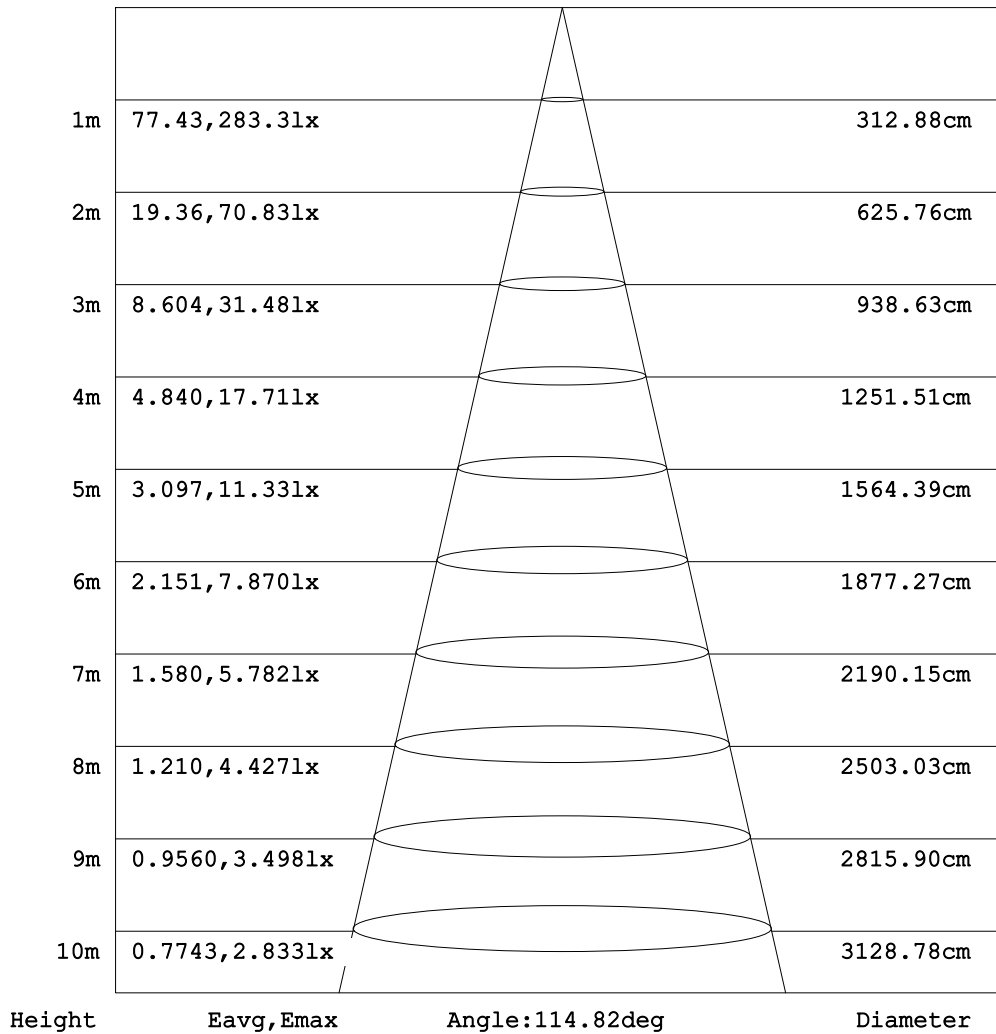 1m 77.43,283.3lx 312.88cm
2m 19.36,70.83lx 625.76cm
3m 8.604,31.48lx 938.63cm
4m 4.840,17.71lx 1251.51cm
5m 3.097,11.33lx 1564.39cm
6m 2.151,7.870lx 1877.27cm
7m 1.580,5.782lx 2190.15cm
8m 1.210,4.427lx 2503.03cm
9m 0.9560,3.498lx 2815.90cm
10m 0.7743,2.833lx 3128.78cm
Height Eavg,Emax Angle:114.82deg Diameter